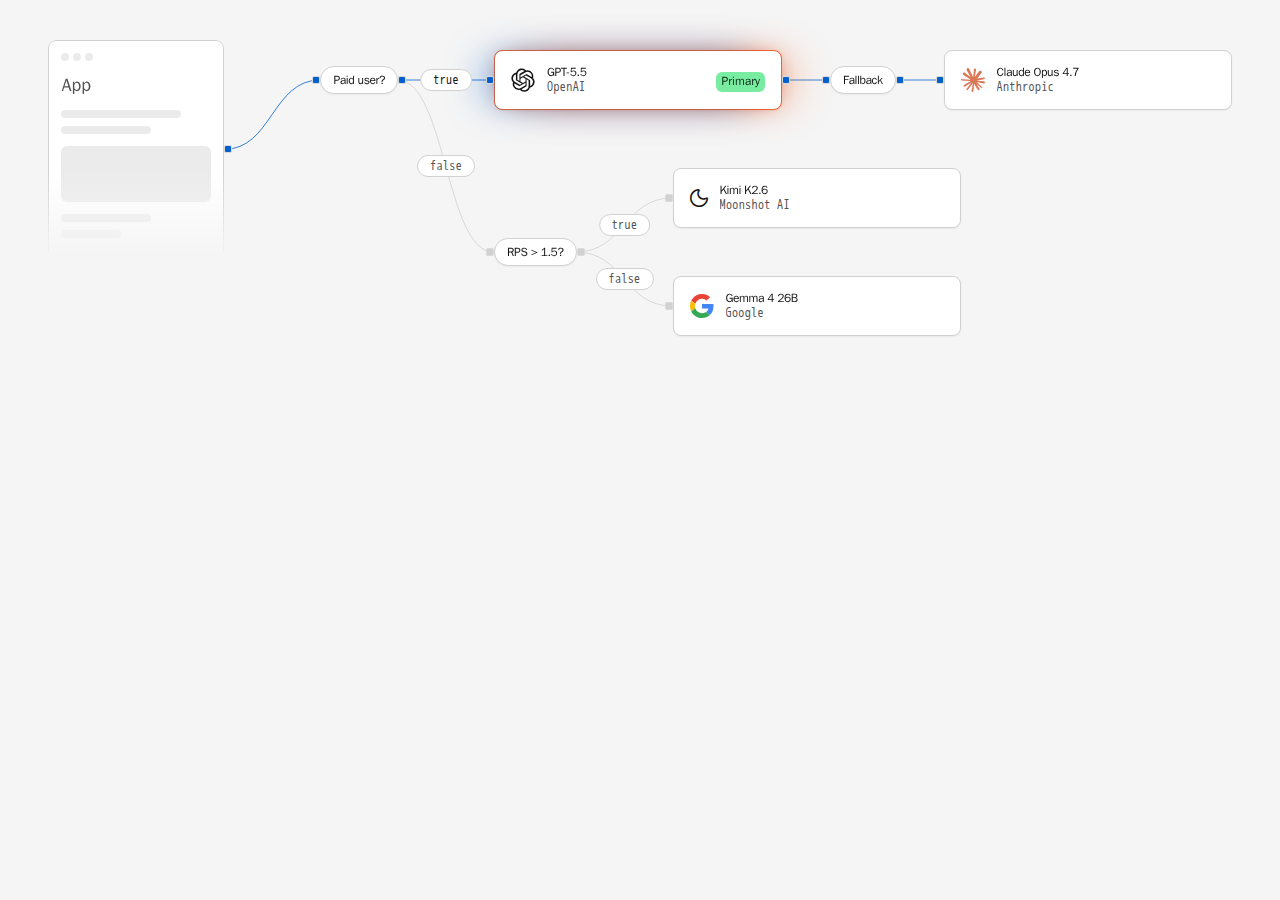 App
Paid user?
true
GPT-5.5
OpenAI
Primary
Fallback
Claude Opus 4.7
Anthropic
false
Kimi K2.6
Moonshot AI
true
RPS > 1.5?
false
Gemma 4 26B
Google